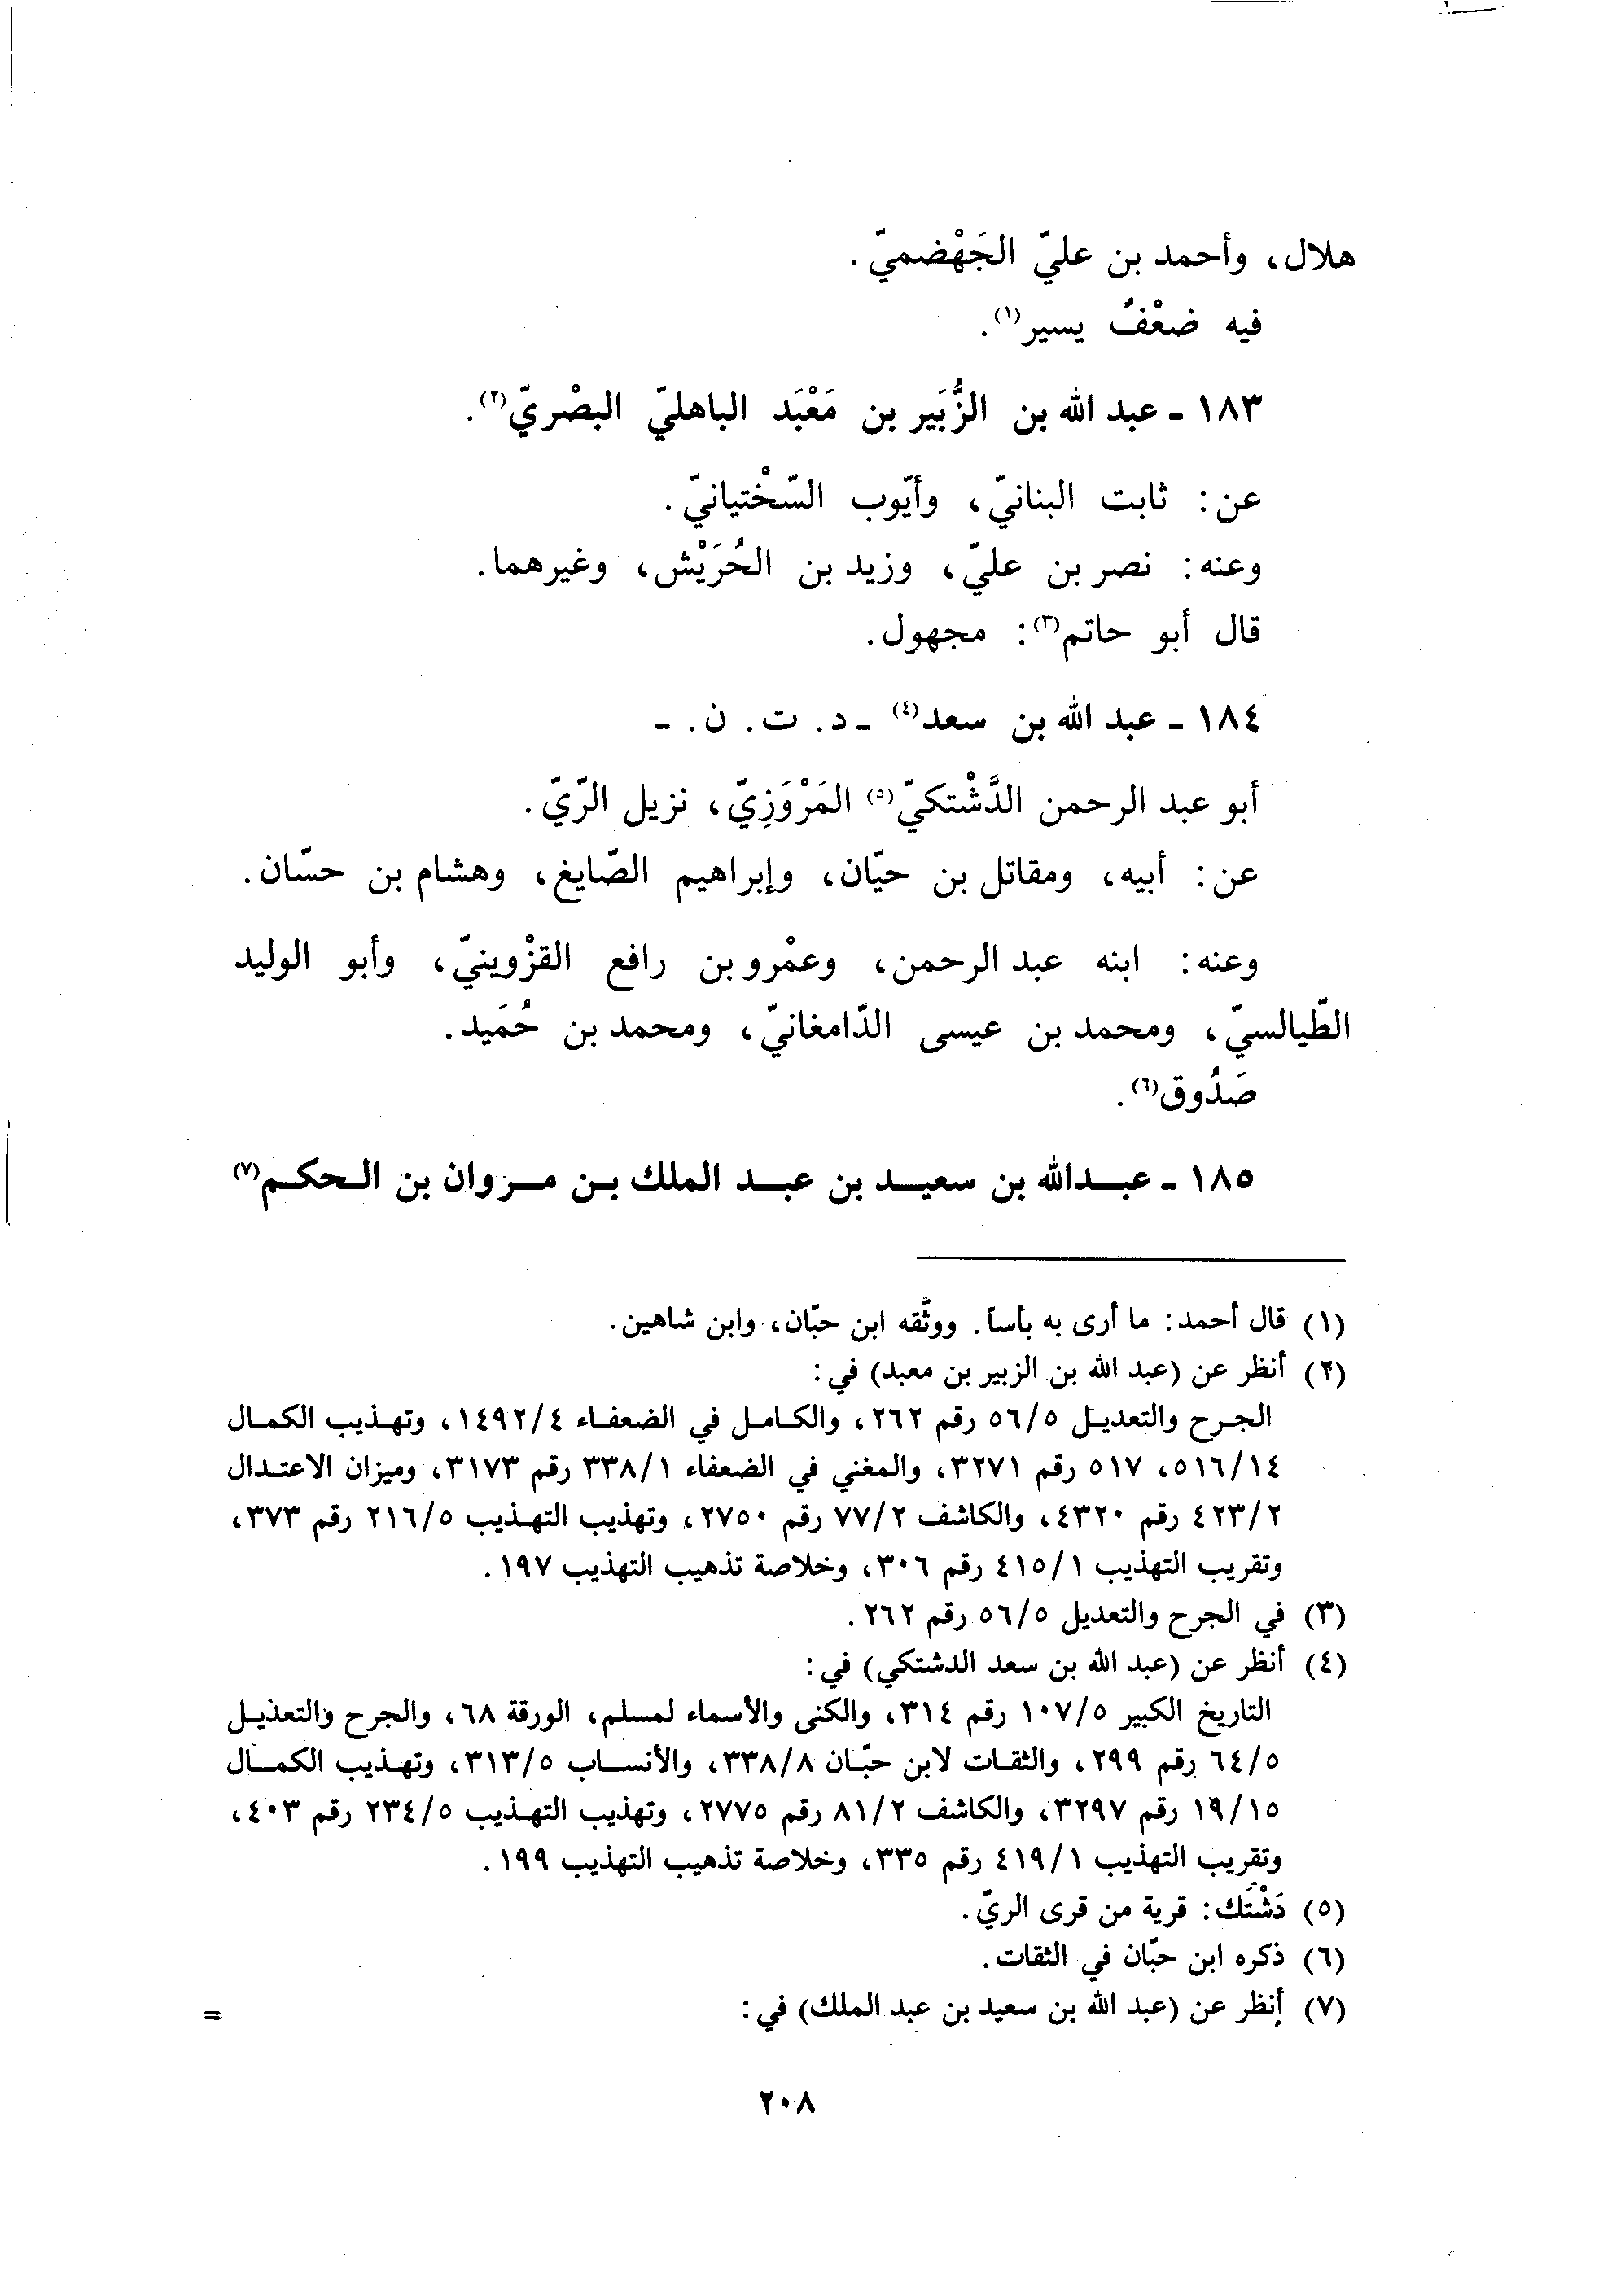 هلال، وأحمد بن عليّ الجَهْضميّ.
فيه ضعْفٌ يسير(١).
١٨٣ ـ عبد الله بن الزُّبَير بن مَعْبَد الباهليّ البصْريّ(٢).
عن: ثابت البنانيّ، وأيّوب السّخْتيانيّ.
وعنه: نصر بن عليّ، وزيد بن الحُرَيْش، وغيرهما.
قال أبو حاتم(٣): مجهول.
١٨٤ ـ عبد الله بن سعد(٤) ـ د. ت. ن. ـ
أبو عبد الرحمن الدَّشْتكيّ(٥) المَرْوَزِيّ، نزيل الرّيّ.
عن: أبيه، ومقاتل بن حيّان، وإبراهيم الصّايغ، وهشام بن حسّان.
وعنه: ابنه عبد الرحمن، وعمْرو بن رافع القزْوينيّ، وأبو الوليد
الطّيالسيّ، ومحمد بن عيسى الدّامغانيّ، ومحمد بن حُمَيد.
صَدُوق(٦).
١٨٥ ـ عبدالله بن سعيد بن عبد الملك بن مروان بن الحكم(٧)
(١) قال أحمد: ما أرى به بأساً. ووثّقه ابن حبّان، وابن شاهين.
(٢) أنظر عن (عبد الله بن الزبير بن معبد) في:
الجرح والتعديل ٥٦/٥ رقم ٢٦٢، والكامل في الضعفاء ١٤٩٢/٤، وتهذيب الكمال
٥١٦/١٤، ٥١٧ رقم ٣٢٧١، والمغني في الضعفاء ٣٣٨/١ رقم ٣١٧٣، وميزان الاعتدال
٤٢٣/٢ رقم ٤٣٢٠، والكاشف ٧٧/٢ رقم ٢٧٥٠، وتهذيب التهذيب ٢١٦/٥ رقم ٣٧٣،
وتقريب التهذيب ٤١٥/١ رقم ٣٠٦، وخلاصة تذهيب التهذيب ١٩٧.
(٣) في الجرح والتعديل ٥٦/٥ رقم ٢٦٢.
(٤) أنظر عن (عبد الله بن سعد الدشتكي) في:
التاريخ الكبير ١٠٧/٥ رقم ٣١٤، والكنى والأسماء لمسلم، الورقة ٦٨، والجرح والتعديل
٦٤/٥ رقم ٢٩٩، والثقات لابن حبّان ٣٣٨/٨، والأنساب ٣١٣/٥، وتهذيب الكمال
١٩/١٥ رقم ٣٢٩٧، والكاشف ٨١/٢ رقم ٢٧٧٥، وتهذيب التهذيب ٢٣٤/٥ رقم ٤٠٣،
وتقريب التهذيب ٤١٩/١ رقم ٣٣٥، وخلاصة تذهيب التهذيب ١٩٩.
(٥) دَشْتَك: قرية من قرى الريّ.
(٦) ذكره ابن حبّان في الثقات.
(٧) أنظر عن (عبد الله بن سعيد بن عبد الملك) في: =
٢٠٨